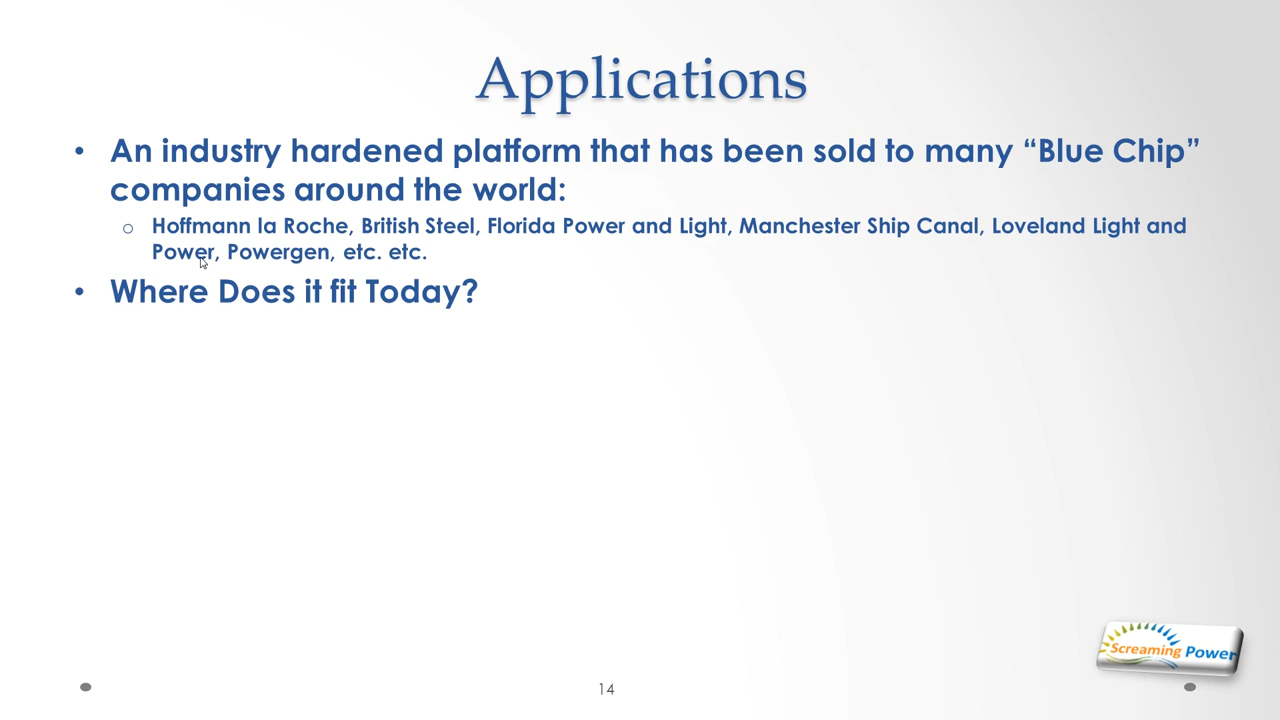 Applications
• An industry hardened platform that has been sold to many “Blue Chip”
companies around the world:
o Hoffmann la Roche, British Steel, Florida Power and Light, Manchester Ship Canal, Loveland Light and
Power, Powergen, etc. etc.
• Where Does it fit Today?
Screaming Power
14